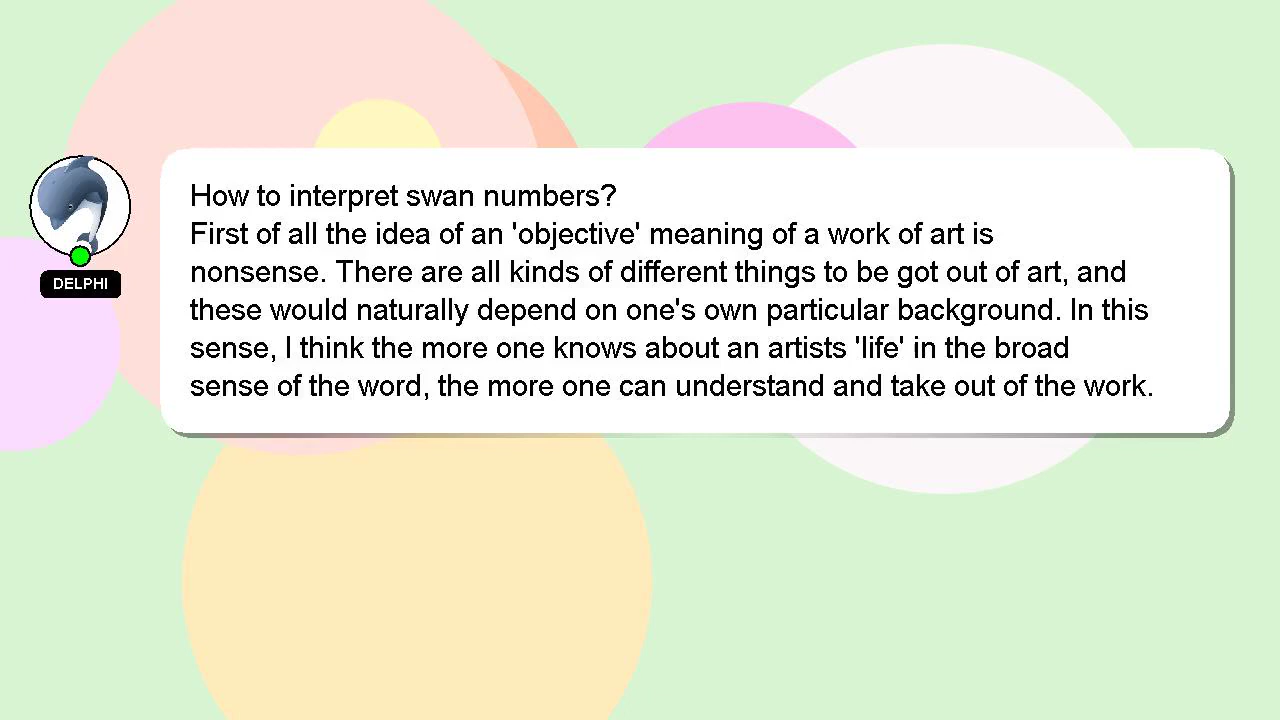 How to interpret swan numbers?
First of all the idea of an 'objective' meaning of a work of art is
nonsense. There are all kinds of different things to be got out of art, and
these would naturally depend on one's own particular background. In this
sense, I think the more one knows about an artists 'life' in the broad
sense of the word, the more one can understand and take out of the work.
DELPHI